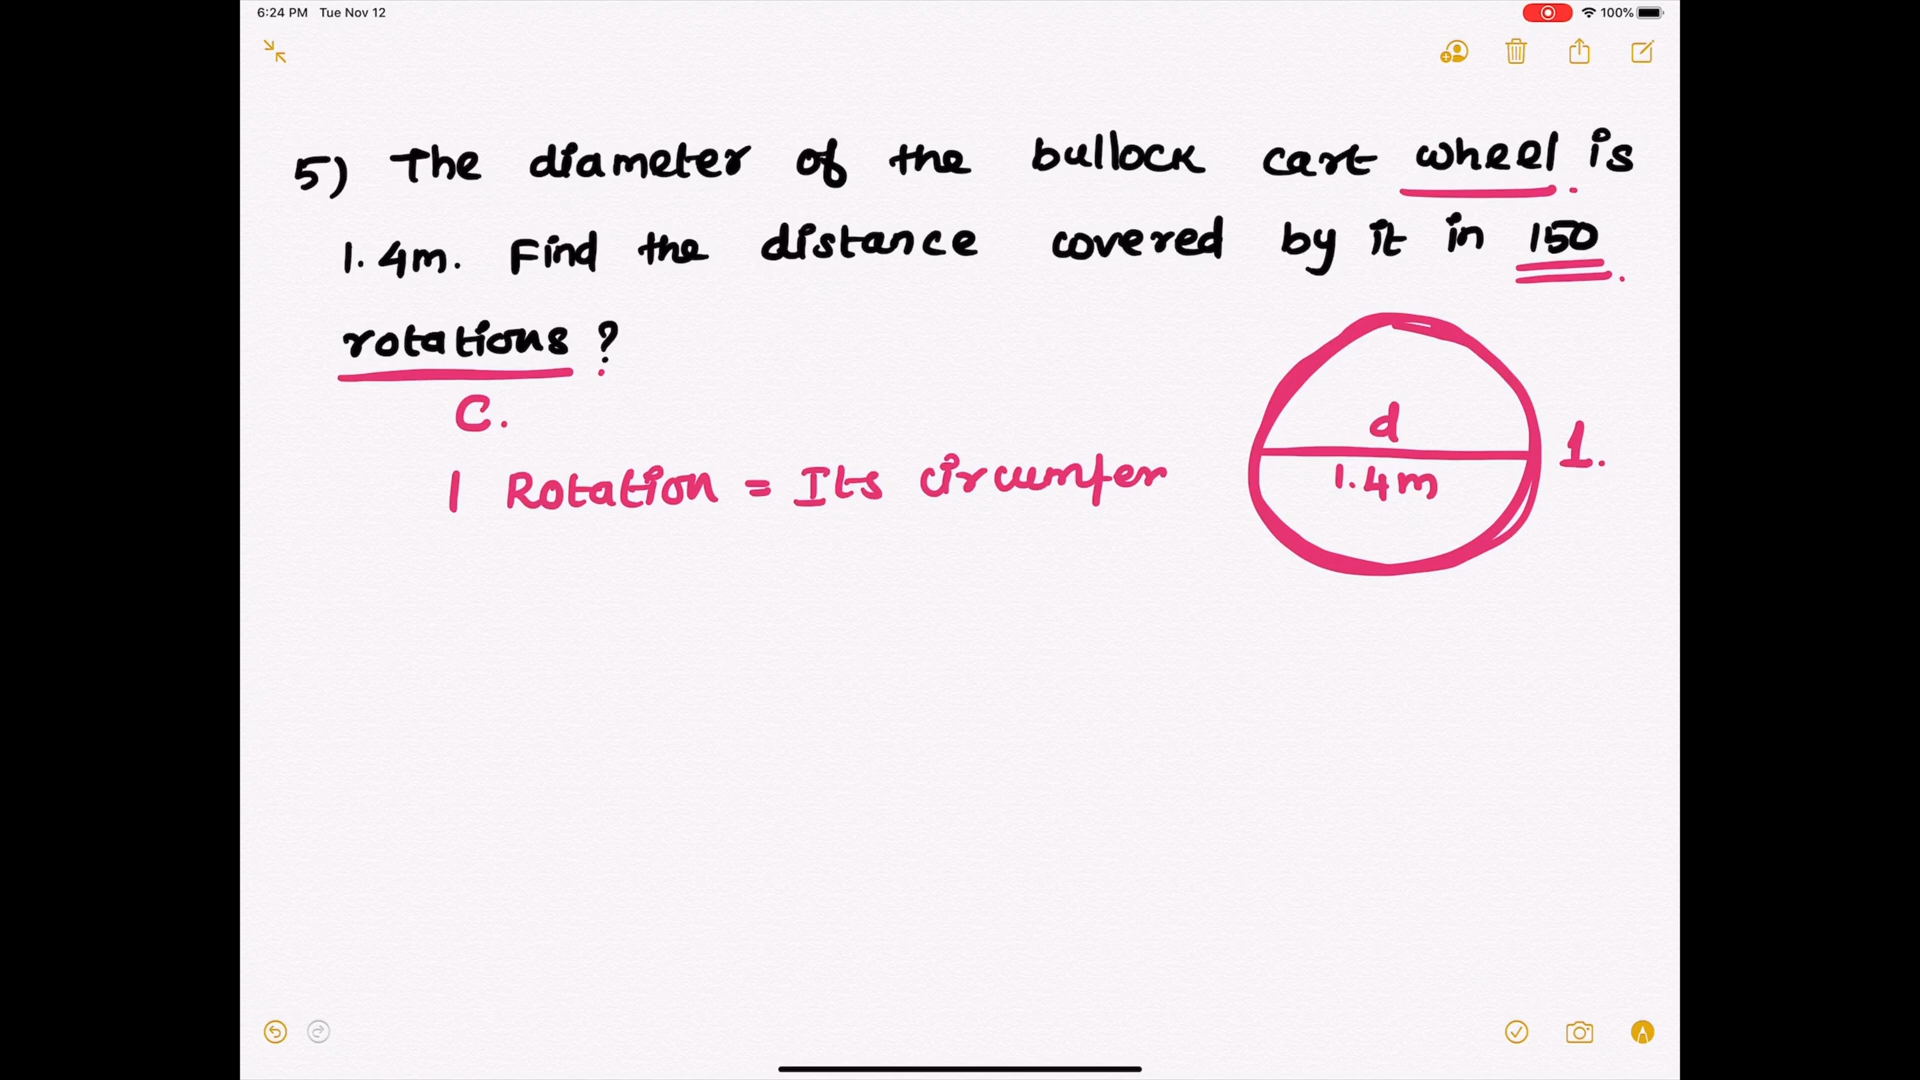 6:24 PM Tue Nov 12
100%
5) The diameter of the bullock cart wheel is
1.4m. Find the distance covered by it in 150
rotations ?
C.
d
1.
1.4m
1 Rotation = Its circumfer